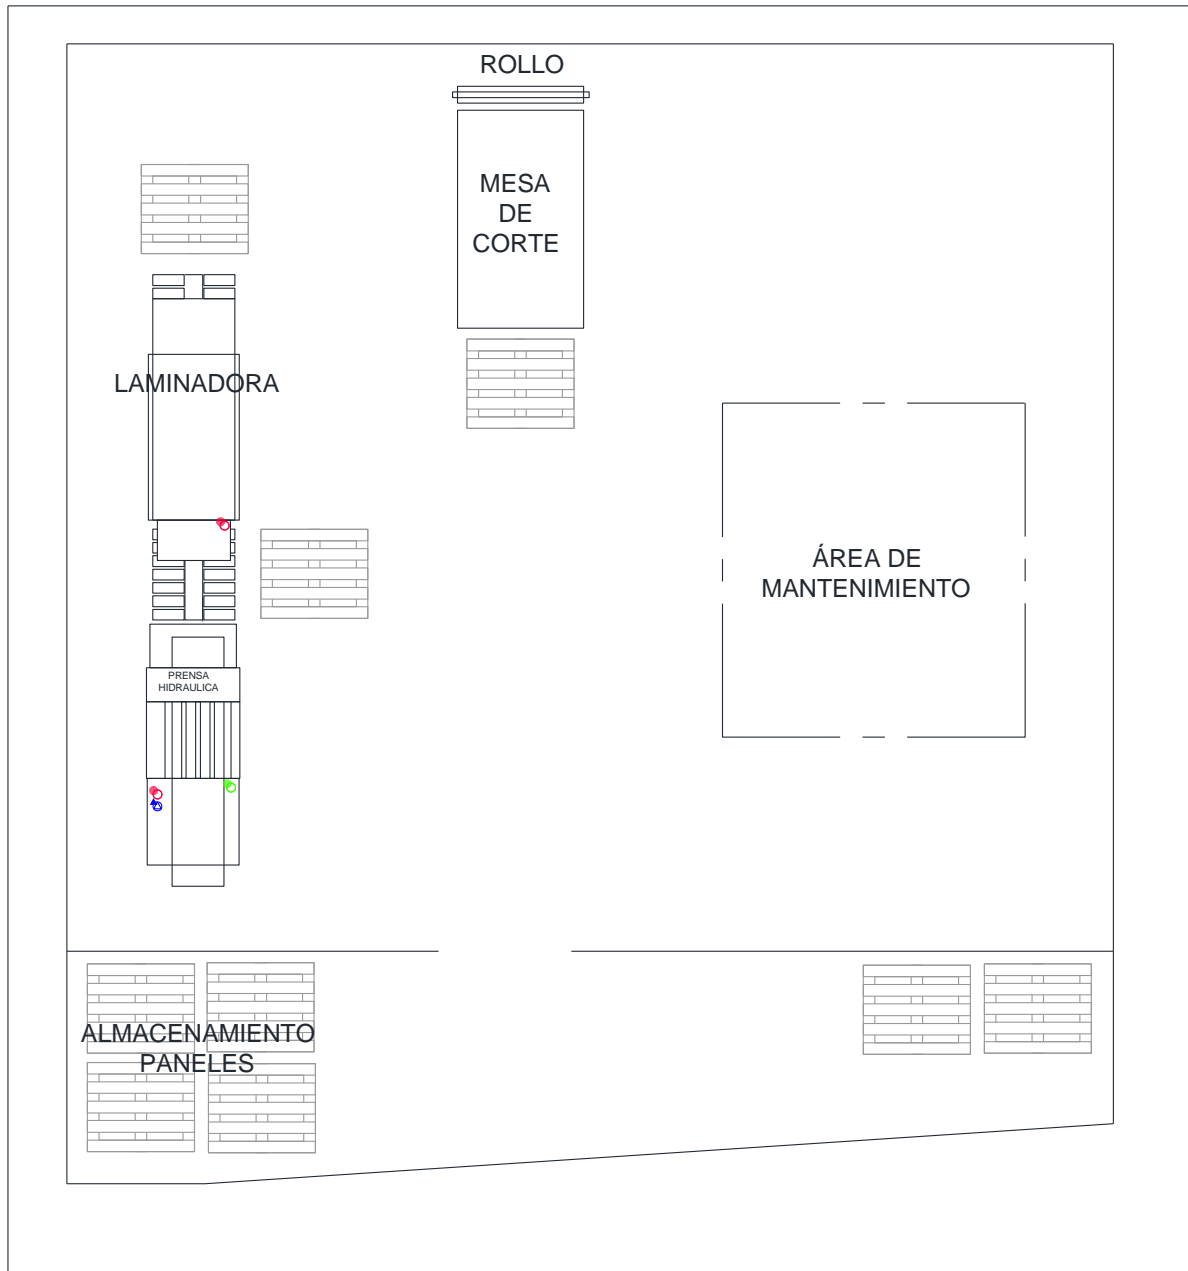 ROLLO
MESA
DE
CORTE
LAMINADORA
ÁREA DE
MANTENIMIENTO
PRENSA
HIDRAULICA
ALMACENAMIENTO
PANELES